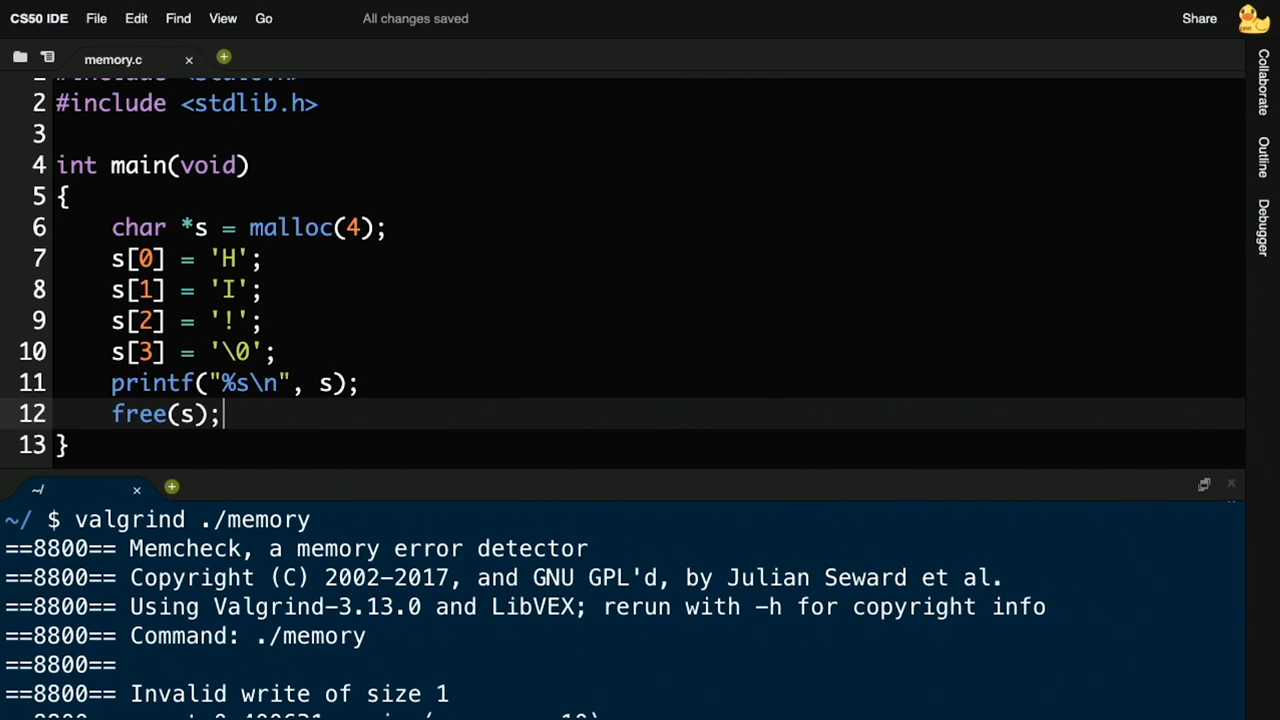 CS50 IDE File Edit Find View Go All changes saved Share
memory.c
2 #include <stdlib.h>
3
4 int main(void)
5 {
6 char *s = malloc(4);
7 s[0] = 'H';
8 s[1] = 'I';
9 s[2] = '!';
10 s[3] = '\0';
11 printf("%s\n", s);
12 free(s);
13 }
Collaborate
Outline
Debugger
~/
~/ $ valgrind ./memory
==8800== Memcheck, a memory error detector
==8800== Copyright (C) 2002-2017, and GNU GPL'd, by Julian Seward et al.
==8800== Using Valgrind-3.13.0 and LibVEX; rerun with -h for copyright info
==8800== Command: ./memory
==8800==
==8800== Invalid write of size 1